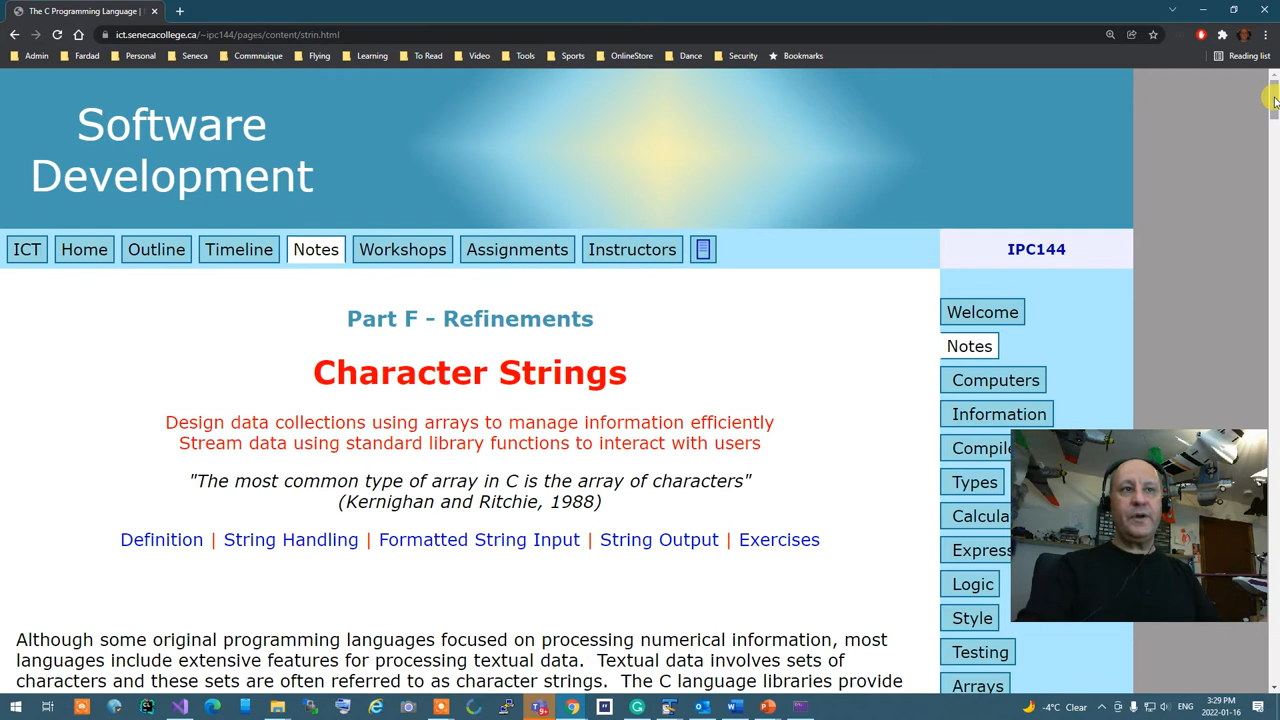 The C Programming Language |
ict.senecacollege.ca/~ipc144/pages/content/strin.html
Admin
Fardad
Personal
Seneca
Commnuique
Flying
Learning
To Read
Video
Tools
Sports
OnlineStore
Dance
Security
Bookmarks
Reading list
Software
Development
ICT
Home
Outline
Timeline
Notes
Workshops
Assignments
Instructors
IPC144
Part F - Refinements
Character Strings
Design data collections using arrays to manage information efficiently
Stream data using standard library functions to interact with users
"The most common type of array in C is the array of characters"
(Kernighan and Ritchie, 1988)
Definition | String Handling | Formatted String Input | String Output | Exercises
Although some original programming languages focused on processing numerical information, most
languages include extensive features for processing textual data. Textual data involves sets of
characters and these sets are often referred to as character strings. The C language libraries provide
Welcome
Notes
Computers
Information
Compile
Types
Calcula
Express
Logic
Style
Testing
Arrays
-4°C Clear
3:29 PM
2022-01-16